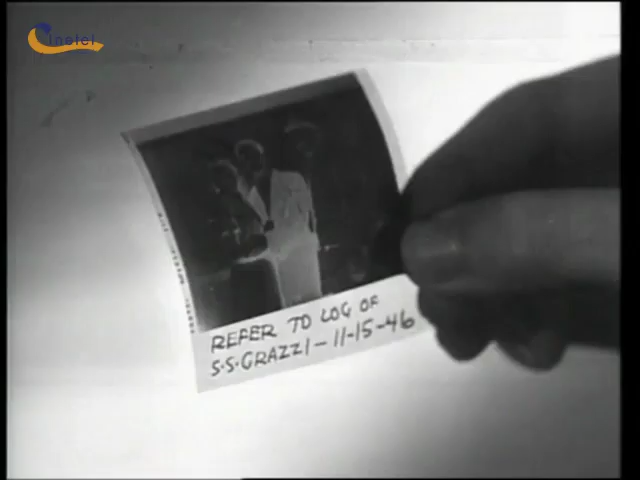 Cinetel
REFER TO LOG OF
S.S. GRAZZI - 11-15-46